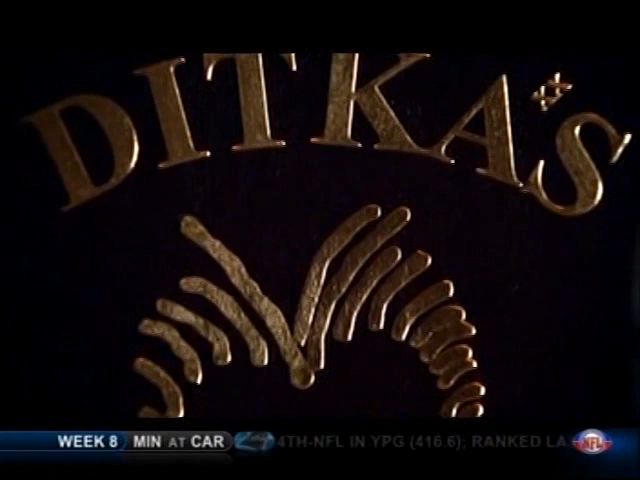 DITKA'S
WEEK 8 MIN AT CAR 4TH-NFL IN YPG (416.6); RANKED LA NFL